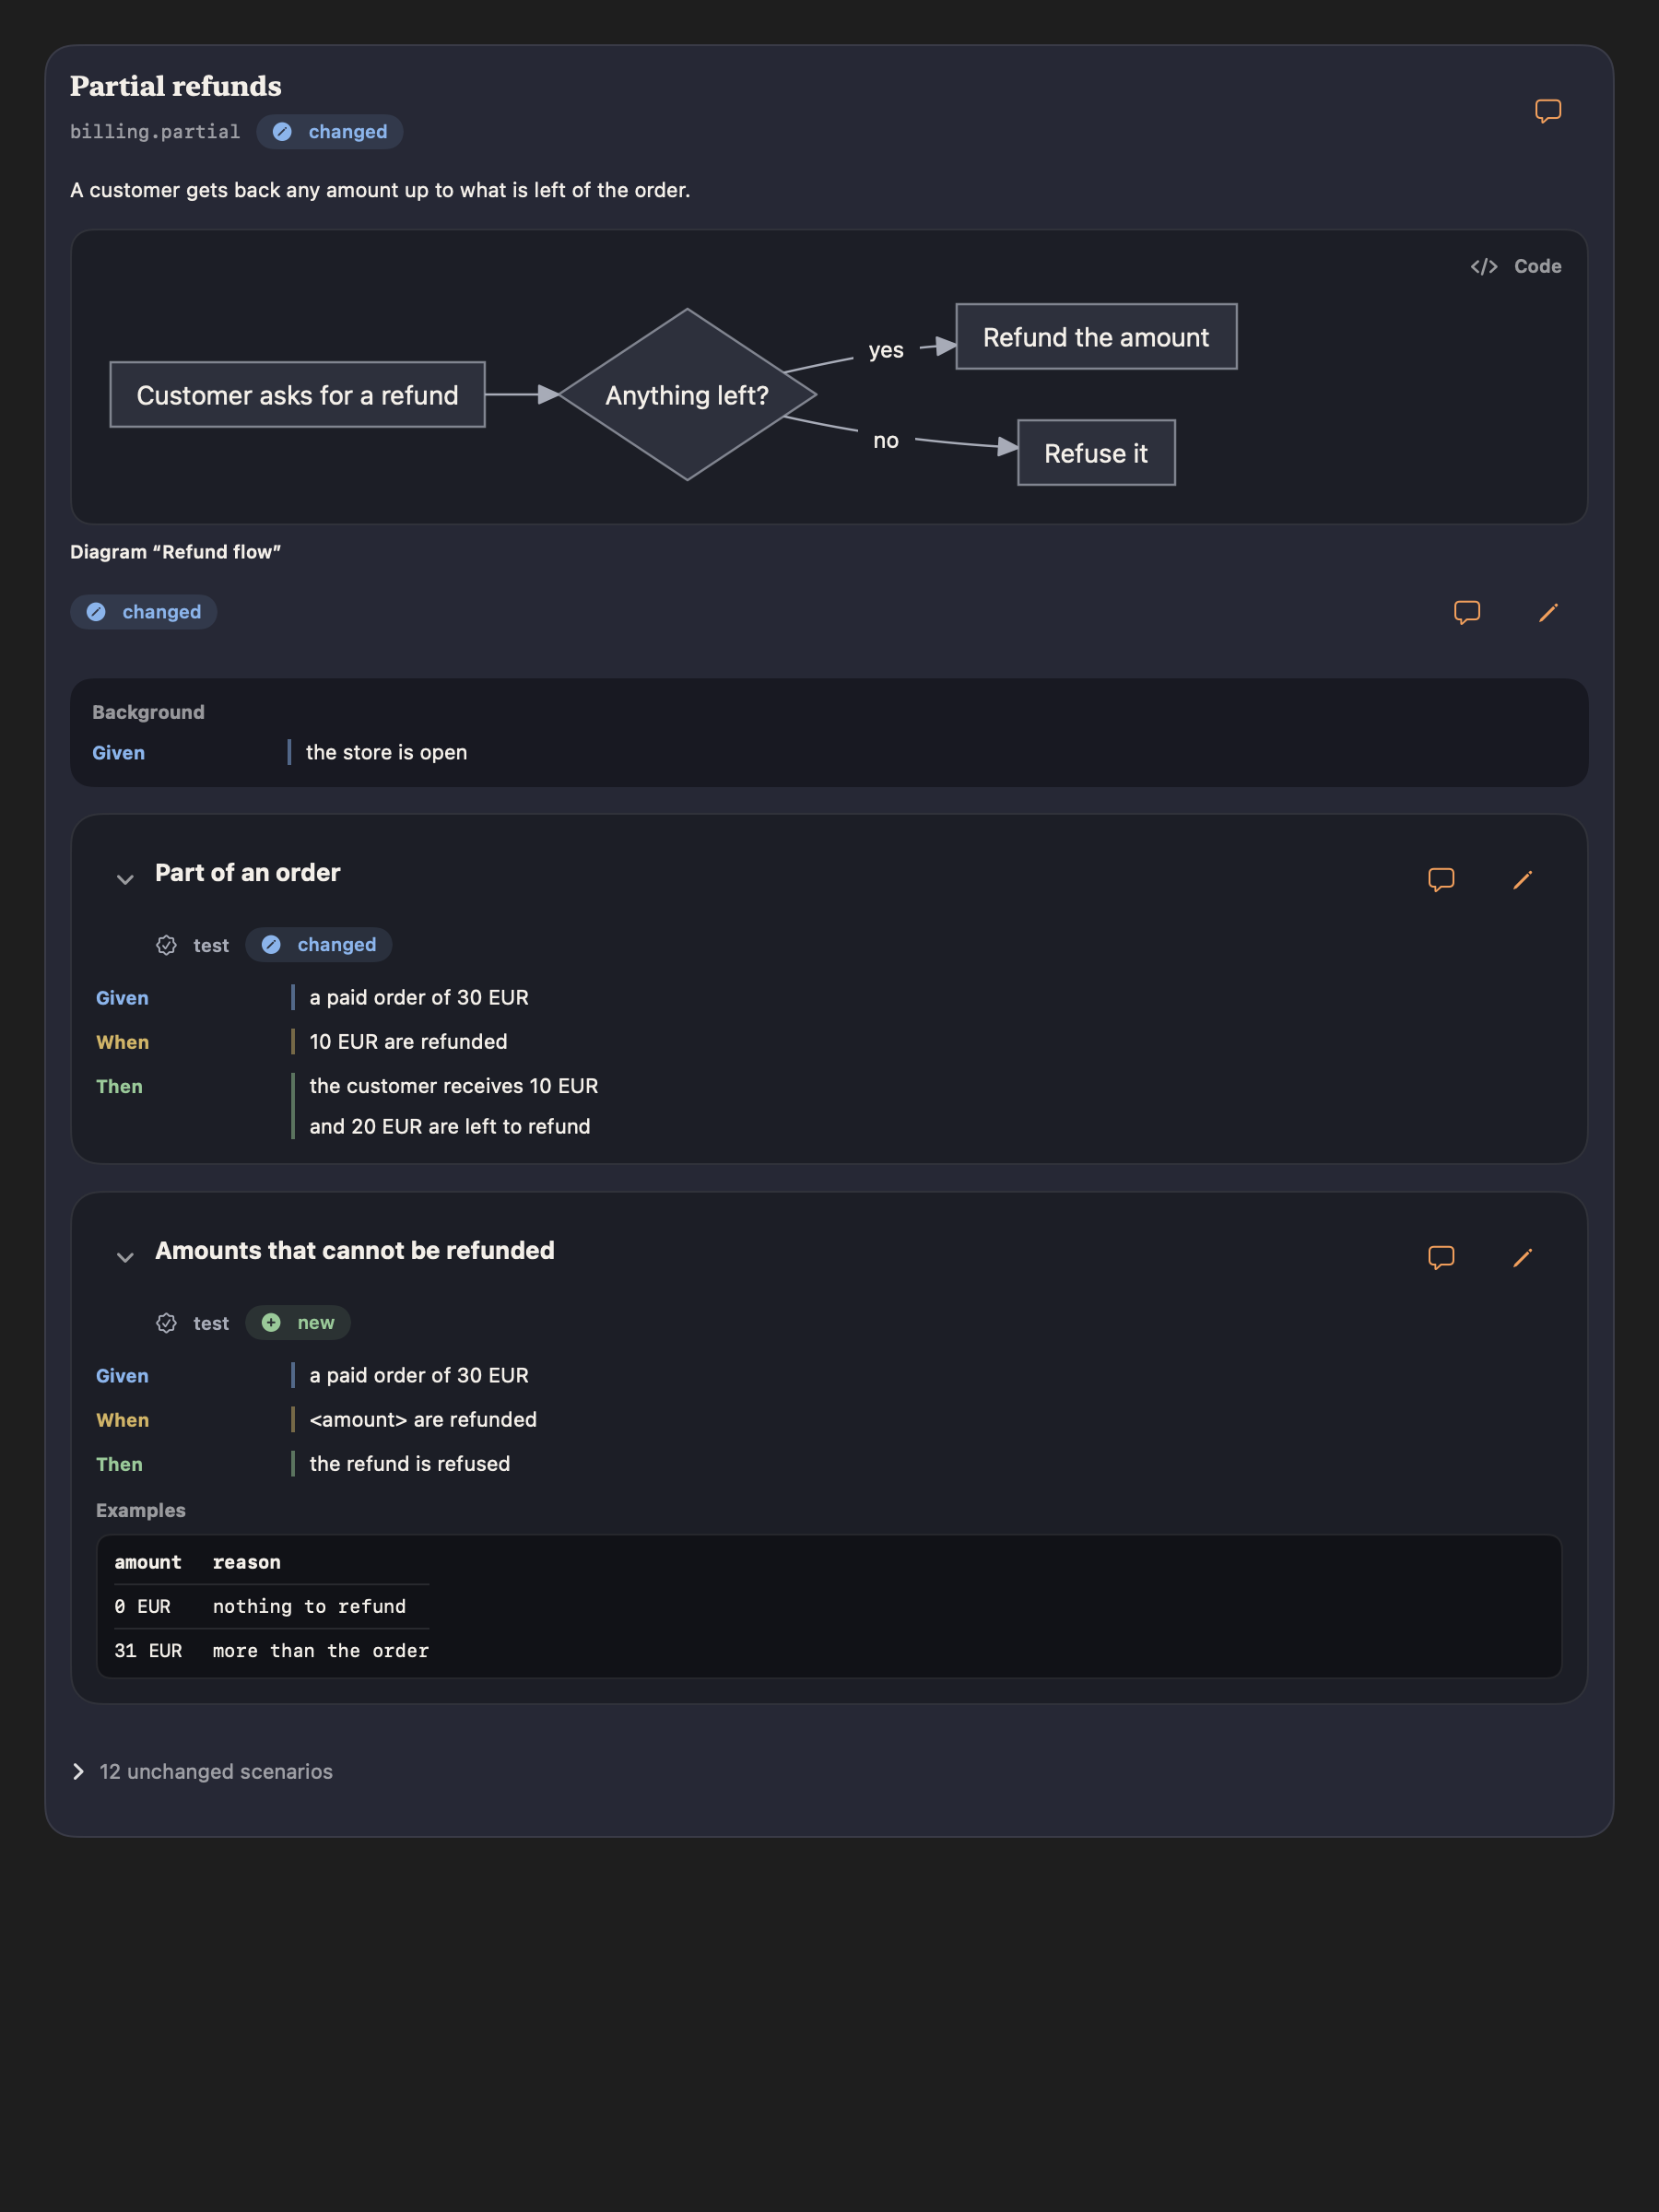 Partial refunds
billing.partial changed
A customer gets back any amount up to what is left of the order.
</> Code
Customer asks for a refund
Anything left?
yes
Refund the amount
no
Refuse it
Diagram “Refund flow”
changed
Background
Given the store is open
Part of an order
test changed
Given a paid order of 30 EUR
When 10 EUR are refunded
Then the customer receives 10 EUR
and 20 EUR are left to refund
Amounts that cannot be refunded
test new
Given a paid order of 30 EUR
When <amount> are refunded
Then the refund is refused
Examples
amount reason
0 EUR nothing to refund
31 EUR more than the order
12 unchanged scenarios